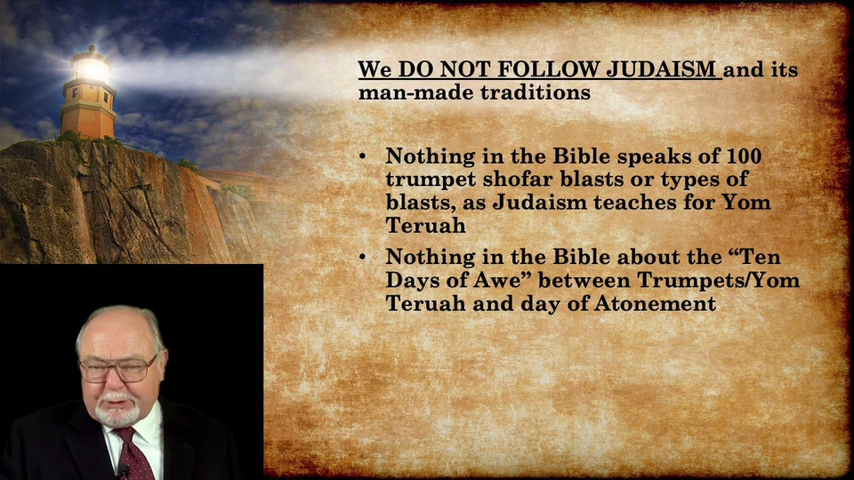 We DO NOT FOLLOW JUDAISM and its
man-made traditions
• Nothing in the Bible speaks of 100
trumpet shofar blasts or types of
blasts, as Judaism teaches for Yom
Teruah
• Nothing in the Bible about the “Ten
Days of Awe” between Trumpets/Yom
Teruah and day of Atonement